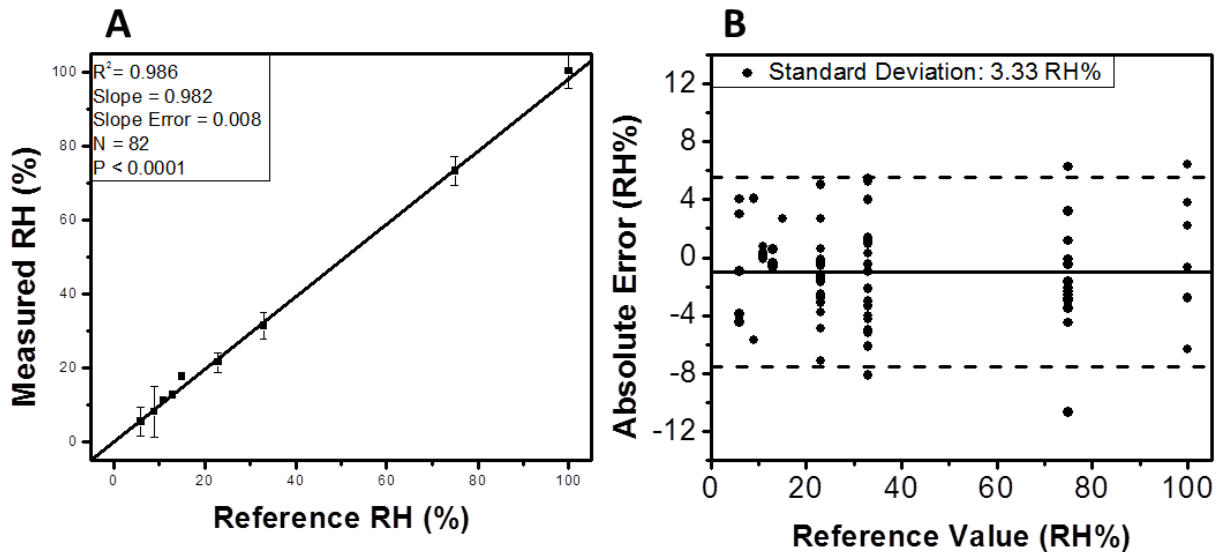 A
R²= 0.986
Slope = 0.982
Slope Error = 0.008
N = 82
P < 0.0001
100
80
60
40
20
0
0 20 40 60 80 100
Measured RH (%)
Reference RH (%)
B
Standard Deviation: 3.33 RH%
12
8
4
0
-4
-8
-12
0 20 40 60 80 100
Absolute Error (RH%)
Reference Value (RH%)